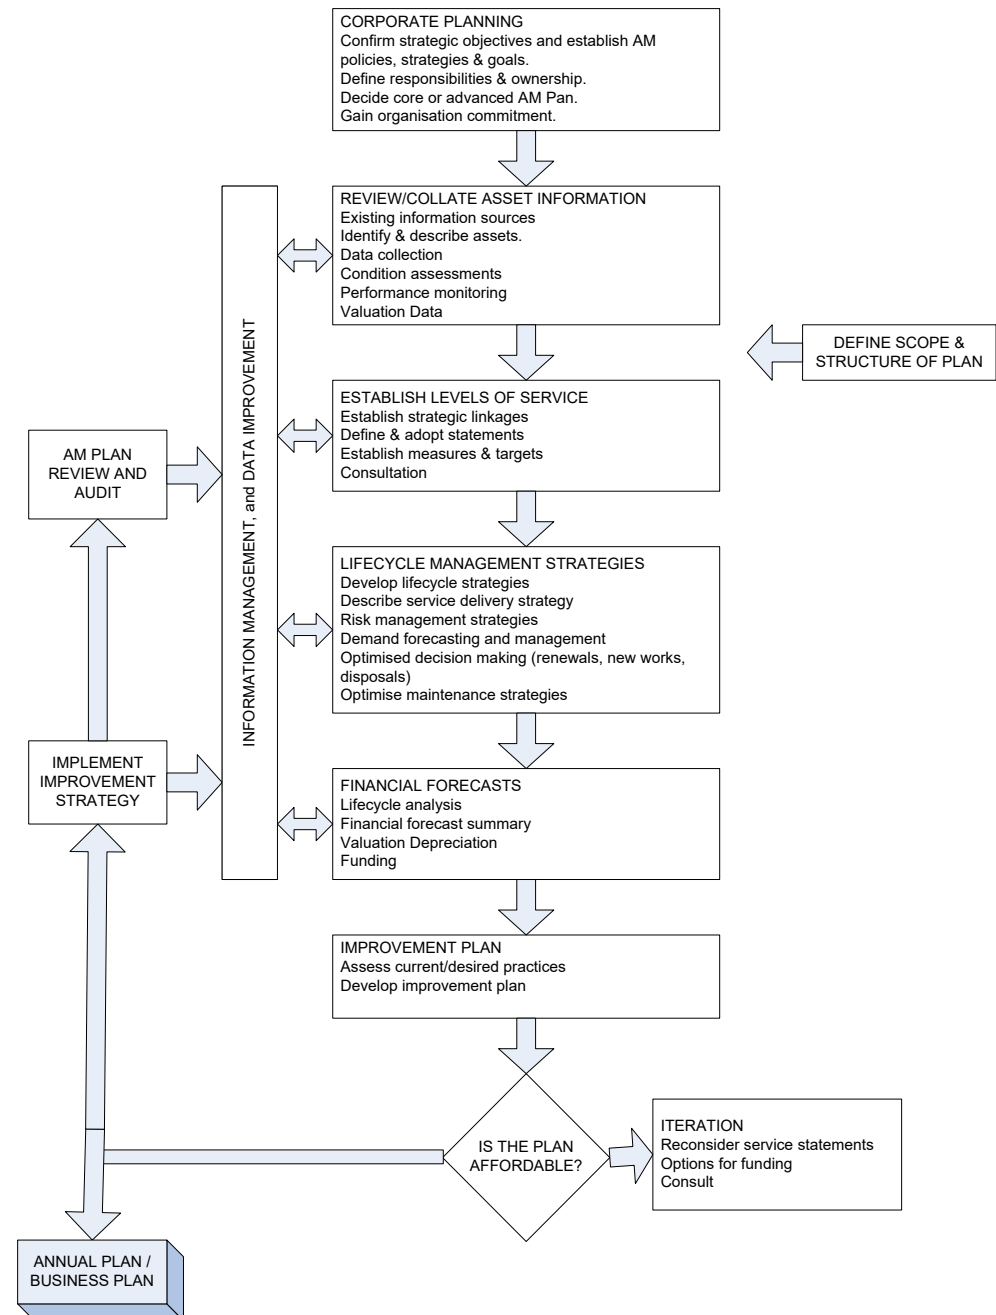 CORPORATE PLANNING
Confirm strategic objectives and establish AM
policies, strategies & goals.
Define responsibilities & ownership.
Decide core or advanced AM Pan.
Gain organisation commitment.
REVIEW/COLLATE ASSET INFORMATION
Existing information sources
Identify & describe assets.
Data collection
Condition assessments
Performance monitoring
Valuation Data
DEFINE SCOPE &
STRUCTURE OF PLAN
INFORMATION MANAGEMENT, and DATA IMPROVEMENT
ESTABLISH LEVELS OF SERVICE
Establish strategic linkages
Define & adopt statements
Establish measures & targets
Consultation
AM PLAN
REVIEW AND
AUDIT
LIFECYCLE MANAGEMENT STRATEGIES
Develop lifecycle strategies
Describe service delivery strategy
Risk management strategies
Demand forecasting and management
Optimised decision making (renewals, new works,
disposals)
Optimise maintenance strategies
IMPLEMENT
IMPROVEMENT
STRATEGY
FINANCIAL FORECASTS
Lifecycle analysis
Financial forecast summary
Valuation Depreciation
Funding
IMPROVEMENT PLAN
Assess current/desired practices
Develop improvement plan
IS THE PLAN
AFFORDABLE?
ITERATION
Reconsider service statements
Options for funding
Consult
ANNUAL PLAN /
BUSINESS PLAN